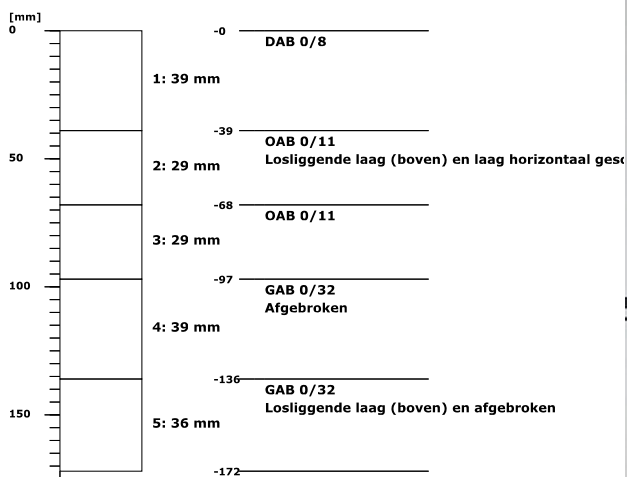 [mm]
0
-0
DAB 0/8
1: 39 mm
-39
OAB 0/11
Losliggende laag (boven) en laag horizontaal
50
2: 29 mm
-68
OAB 0/11
3: 29 mm
-97
100
GAB 0/32
Afgebroken
4: 39 mm
-136
GAB 0/32
Losliggende laag (boven) en afgebroken
150
5: 36 mm
-172